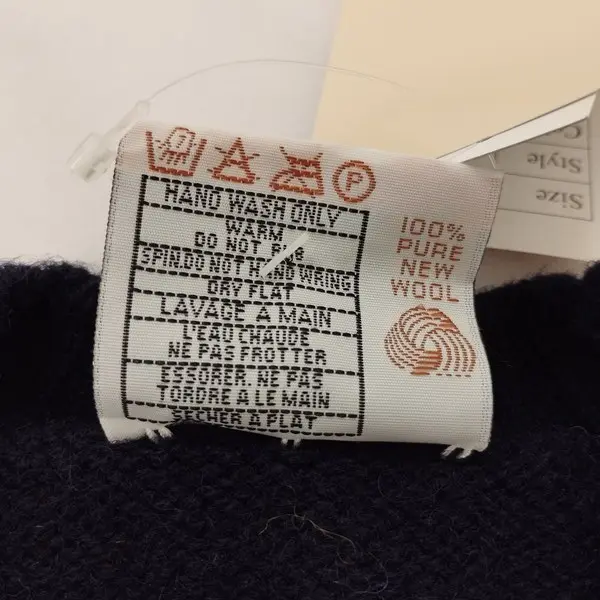 P
HAND WASH ONLY
WARM
DO NOT RUB
SPIN.DO NOT HAND WRING
DRY FLAT
LAVAGE A MAIN
L'EAU CHAUDE
NE PAS FROTTER
ESSORER. NE PAS
TORDRE A LE MAIN
SECHER A PLAT
100%
PURE
NEW
WOOL
Style
Size